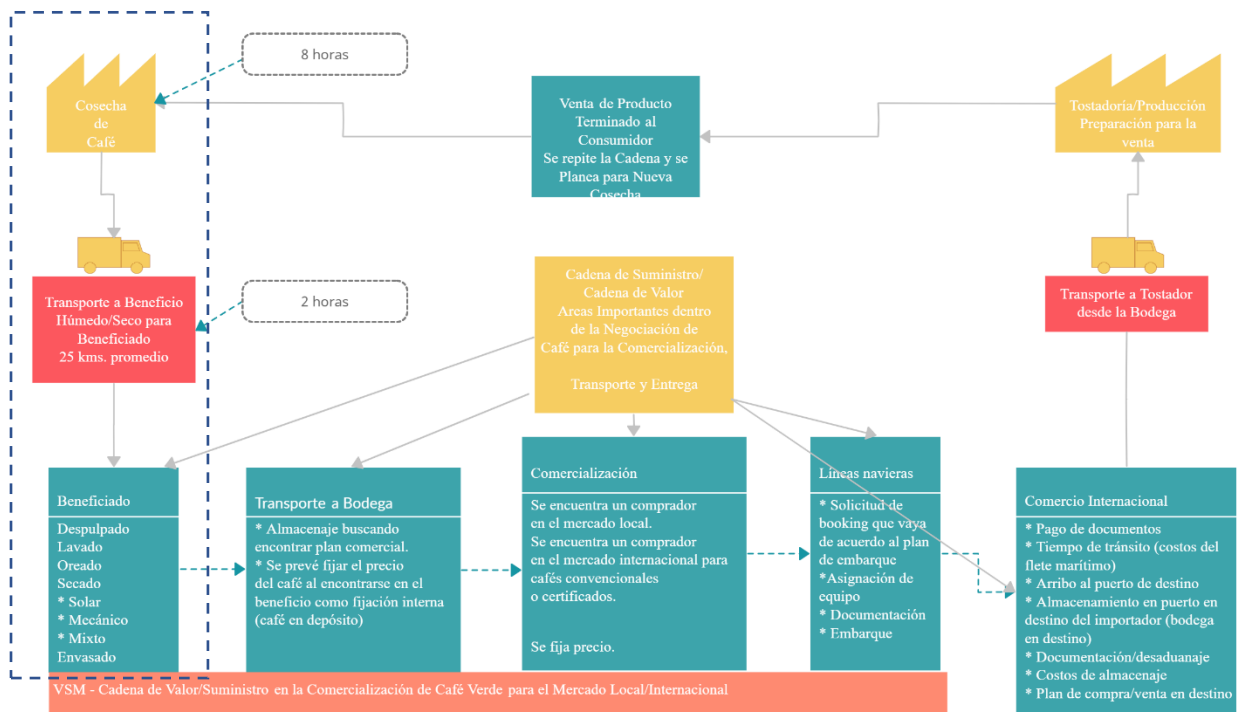 8 horas
Cosecha
de
Café
Venta de Producto
Terminado al
Consumidor
Se repite la Cadena y se
Planea para Nueva
Cosecha
Tostadoría/Producción
Preparación para la
venta
Transporte a Beneficio
Húmedo/Seco para
Beneficiado
25 kms. promedio
2 horas
Cadena de Suministro/
Cadena de Valor
Areas Importantes dentro
de la Negociación de
Café para la Comercialización,
Transporte y Entrega
Transporte a Tostador
desde la Bodega
Beneficiado
Despulpado
Lavado
Oreado
Secado
* Solar
* Mecánico
* Mixto
Envasado
Transporte a Bodega
* Almacenaje buscando
encontrar plan comercial.
* Se prevé fijar el precio
del café al encontrarse en el
beneficio como fijación interna
(café en depósito)
Comercialización
Se encuentra un comprador
en el mercado local.
Se encuentra un comprador
en el mercado internacional para
cafés convencionales
o certificados.
Se fija precio.
Líneas navieras
* Solicitud de
booking que vaya
de acuerdo al plan
de embarque
*Asignación de
equipo
* Documentación
* Embarque
Comercio Internacional
* Pago de documentos
* Tiempo de tránsito (costos del
flete marítimo)
* Arribo al puerto de destino
* Almacenamiento en puerto en
destino del importador (bodega
en destino)
* Documentación/desaduanaje
* Costos de almacenaje
* Plan de compra/venta en destino
VSM - Cadena de Valor/Suministro en la Comercialización de Café Verde para el Mercado Local/Internacional